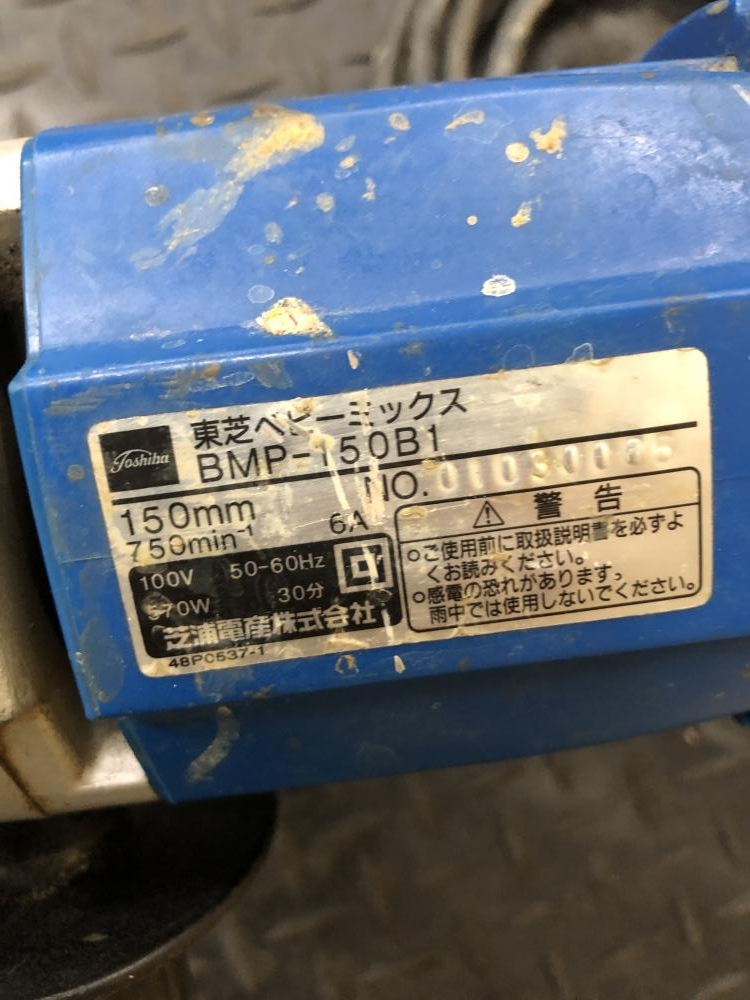 Toshiba
東芝ベビーミックス
BMP-150B1
NO.
150mm
6A
750min⁻¹
100V 50-60Hz
570W 30分
芝浦電産株式会社
48P0537-1
警告
○ご使用前に取扱説明書を必ずよ
くお読みください。
○感電の恐れがあります。
雨中では使用しないでください。